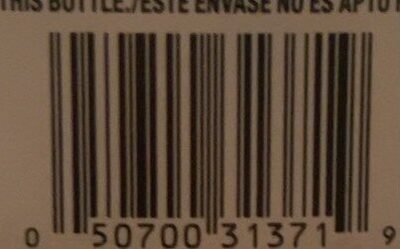 THIS BOTTLE./ESTE ENVASE NO ES APTO
0 50700 31371 9